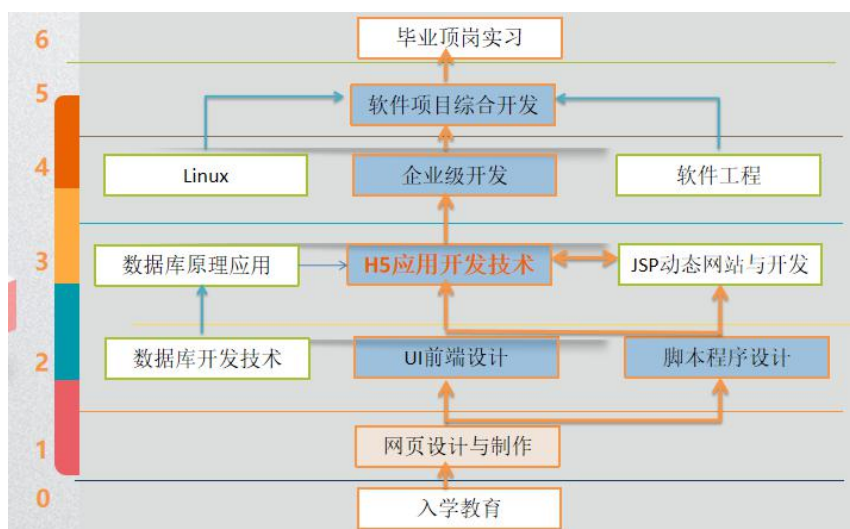 6
毕业顶岗实习
5
软件项目综合开发
4
Linux
企业级开发
软件工程
3
数据库原理应用
H5应用开发技术
JSP动态网站与开发
2
数据库开发技术
UI前端设计
脚本程序设计
1
网页设计与制作
0
入学教育